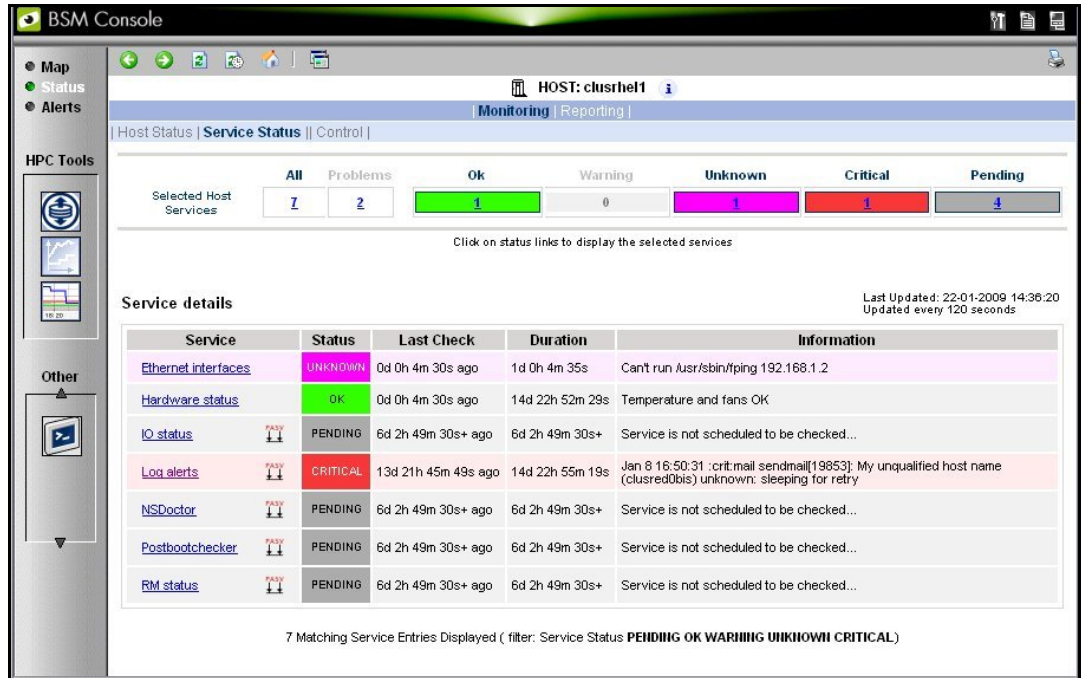 BSM Console
Map
Status
Alerts
HPC Tools
18 20
Other
HOST: clusrhel1 i
| Monitoring | Reporting |
| Host Status | Service Status || Control |
All Problems Ok Warning Unknown Critical Pending
Selected Host Services 7 2 1 0 1 1 4
Click on status links to display the selected services
Service details
Last Updated: 22-01-2009 14:36:20
Updated every 120 seconds
Service Status Last Check Duration Information
Ethernet interfaces UNKNOWN 0d 0h 4m 30s ago 1d 0h 4m 35s Can't run /usr/sbin/fping 192.168.1.2
Hardware status OK 0d 0h 4m 30s ago 14d 22h 52m 29s Temperature and fans OK
IO status PASV PENDING 6d 2h 49m 30s+ ago 6d 2h 49m 30s+ Service is not scheduled to be checked...
Log alerts PASV CRITICAL 13d 21h 45m 49s ago 14d 22h 55m 19s Jan 8 16:50:31 :crit:mail sendmail[19853]: My unqualified host name
(clusred0bis) unknown: sleeping for retry
NSDoctor PASV PENDING 6d 2h 49m 30s+ ago 6d 2h 49m 30s+ Service is not scheduled to be checked...
Postbootchecker PASV PENDING 6d 2h 49m 30s+ ago 6d 2h 49m 30s+ Service is not scheduled to be checked...
RM status PASV PENDING 6d 2h 49m 30s+ ago 6d 2h 49m 30s+ Service is not scheduled to be checked...
7 Matching Service Entries Displayed ( filter: Service Status PENDING OK WARNING UNKNOWN CRITICAL)